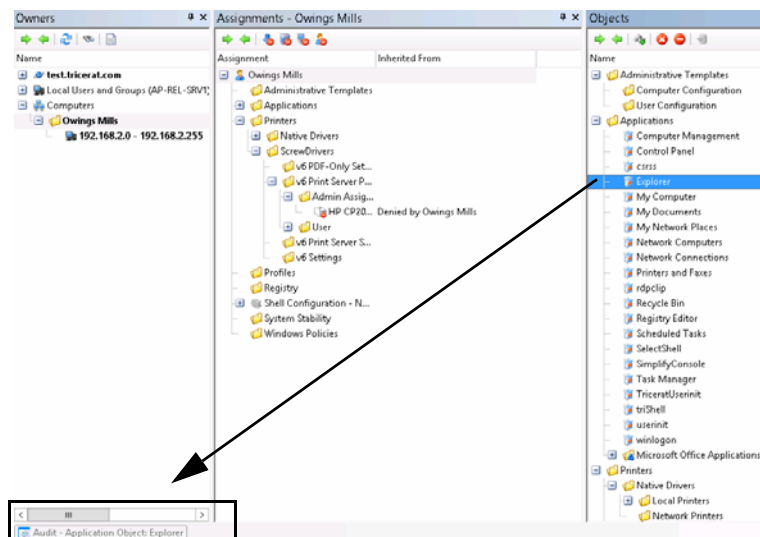 Owners
Name
test.tricerat.com
Local Users and Groups (AP-REL-SRV1;
Computers
Owings Mills
192.168.2.0 - 192.168.2.255
Audit - Application Object: Explorer
Assignments - Owings Mills
Assignment Inherited From
Owings Mills
Administrative Templates
Applications
Printers
Native Drivers
ScrewDrivers
v6 PDF-Only Set...
v6 Print Server P...
Admin Assig...
HP CP20... Denied by Owings Mills
User
v6 Print Server S...
v6 Settings
Profiles
Registry
Shell Configuration - N...
System Stability
Windows Policies
Objects
Name
Administrative Templates
Computer Configuration
User Configuration
Applications
Computer Management
Control Panel
csrss
Explorer
My Computer
My Documents
My Network Places
Network Computers
Network Connections
Printers and Faxes
rdpclip
Recycle Bin
Registry Editor
Scheduled Tasks
SelectShell
SimplifyConsole
Task Manager
TriceratUserinit
triShell
userinit
winlogon
Microsoft Office Applications
Printers
Native Drivers
Local Printers
Network Printers